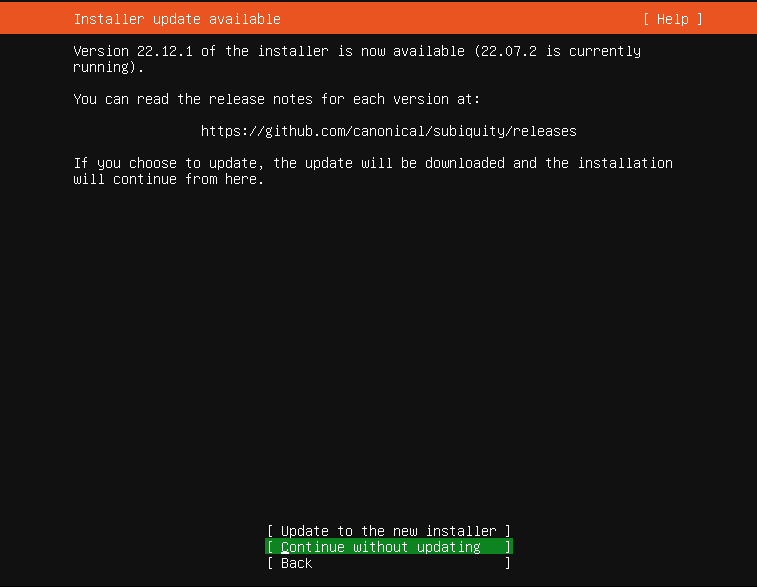 Installer update available [ Help ]
Version 22.12.1 of the installer is now available (22.07.2 is currently
running).
You can read the release notes for each version at:
https://github.com/canonical/subiquity/releases
If you choose to update, the update will be downloaded and the installation
will continue from here.
[ Update to the new installer ]
[ Continue without updating ]
[ Back ]